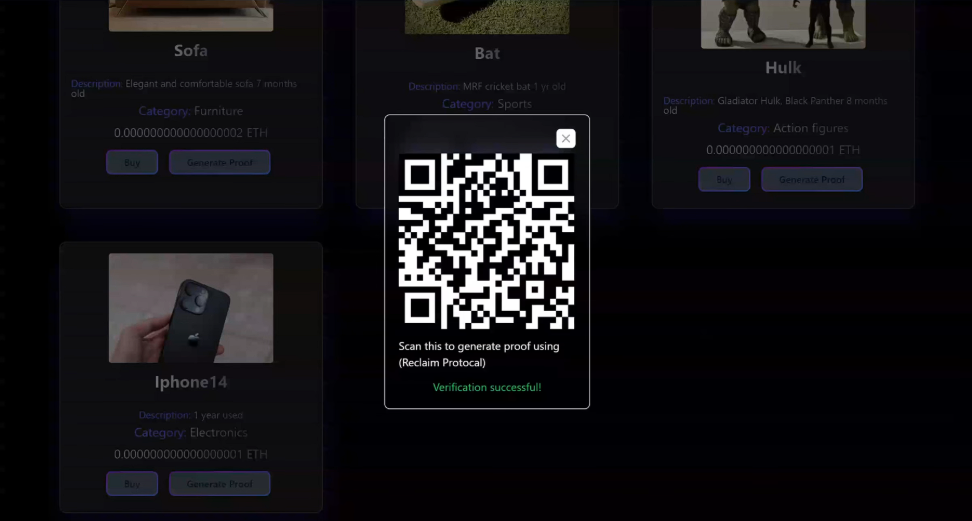 Sofa
Description: Elegant and comfortable sofa 7 months
old
Category: Furniture
0.000000000000000002 ETH
Buy
Generate Proof
Bat
Description: MRF cricket bat 1 yr old
Category: Sports
Hulk
Description: Gladiator Hulk, Black Panther 8 months
old
Category: Action figures
0.000000000000000001 ETH
Buy
Generate Proof
Scan this to generate proof using
(Reclaim Protocal)
Verification successful!
Iphone14
Description: 1 year used
Category: Electronics
0.000000000000000001 ETH
Buy
Generate Proof